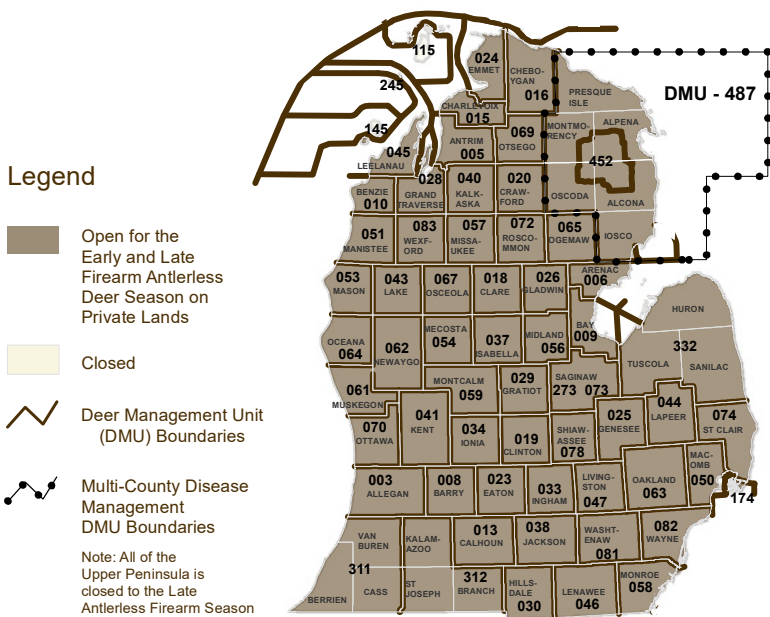 115
024
EMMET
CHEBO-
YGAN
016
DMU - 487
245
PRESQUE
ISLE
CHARLEVOIX
015
145
069
OTSEGO
MONTMO-
RENCY
ALPENA
045
LEELANAU
ANTRIM
005
452
Legend
028
GRAND
TRAVERSE
040
KALK-
ASKA
020
CRAW-
FORD
OSCODA
ALCONA
BENZIE
010
Open for the
Early and Late
Firearm Antlerless
Deer Season on
Private Lands
051
MANISTEE
083
WEXF-
ORD
057
MISSA-
UKEE
072
ROSCO-
MMON
065
OGEMAW
IOSCO
053
MASON
043
LAKE
067
OSCEOLA
018
CLARE
026
GLADWIN
ARENAC
006
HURON
Closed
OCEANA
064
062
NEWAYGO
MECOSTA
054
037
ISABELLA
MIDLAND
056
BAY
009
332
TUSCOLA
SANILAC
Deer Management Unit
(DMU) Boundaries
061
MUSKEGON
MONTCALM
059
029
GRATIOT
SAGINAW
273 073
044
LAPEER
074
ST CLAIR
070
OTTAWA
041
KENT
034
IONIA
019
CLINTON
SHIAW-
ASSEE
078
025
GENESEE
Multi-County Disease
Management
DMU Boundaries
003
ALLEGAN
008
BARRY
023
EATON
033
INGHAM
LIVING-
STON
047
OAKLAND
063
MAC-
OMB
050
174
Note: All of the
Upper Peninsula is
closed to the Late
Antlerless Firearm Season
VAN
BUREN
KALAM-
AZOO
013
CALHOUN
038
JACKSON
WASHT-
ENAW
081
082
WAYNE
311
BERRIEN
CASS
ST
JOSEPH
312
BRANCH
HILLS-
DALE
030
LENAWEE
046
MONROE
058